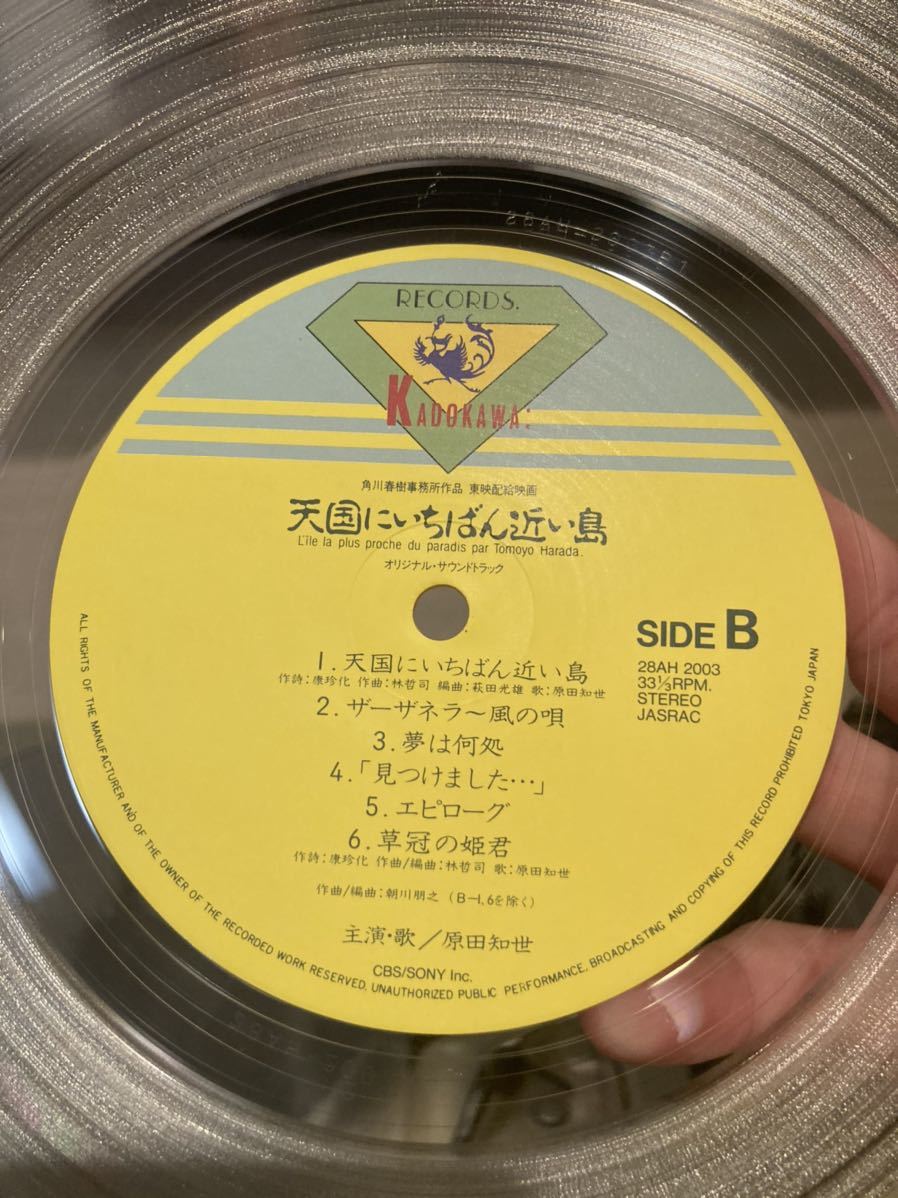 RECORDS.
KADOKAWA:
角川春樹事務所作品 東映配給映画
天国にいちばん近い島
L'île la plus proche du paradis par Tomoyo Harada.
オリジナル・サウンドトラック
SIDE B
28AH 2003
33⅓RPM.
STEREO
JASRAC
1. 天国にいちばん近い島
作詩:康珍化 作曲:林哲司 編曲:萩田光雄 歌:原田知世
2. ザーザネラ〜風の唄
3. 夢は何処
4.「見つけました…」
5. エピローグ
6. 草冠の姫君
作詩:康珍化 作曲/編曲:林哲司 歌:原田知世
作曲/編曲:朝川朋之 (B-1,6を除く)
主演・歌/原田知世
CBS/SONY Inc.
ALL RIGHTS OF THE MANUFACTURER AND OF THE OWNER OF THE RECORDED WORK RESERVED. UNAUTHORIZED PUBLIC PERFORMANCE, BROADCASTING AND COPYING OF THIS RECORD PROHIBITED TOKYO JAPAN